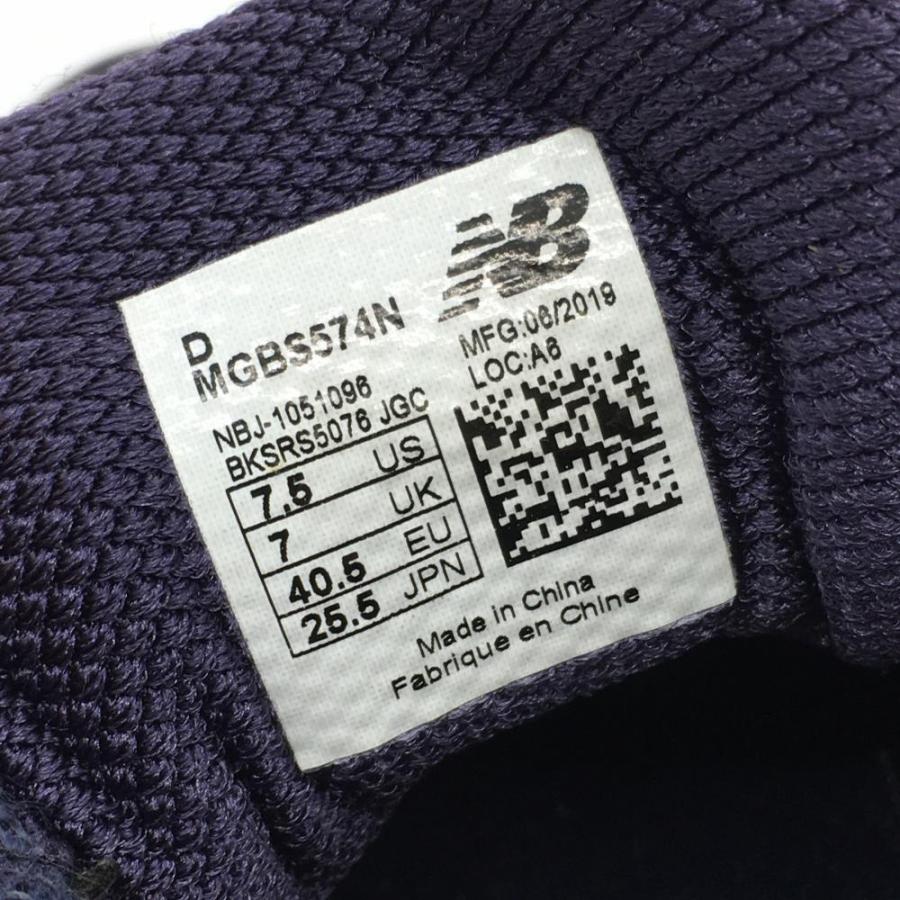 NB
D
MGBS574N
MFG:06/2019
LOC:A6
NBJ-1051096
BKSRS5076 JGC
7.5 US
7 UK
40.5 EU
25.5 JPN
Made in China
Fabrique en Chine